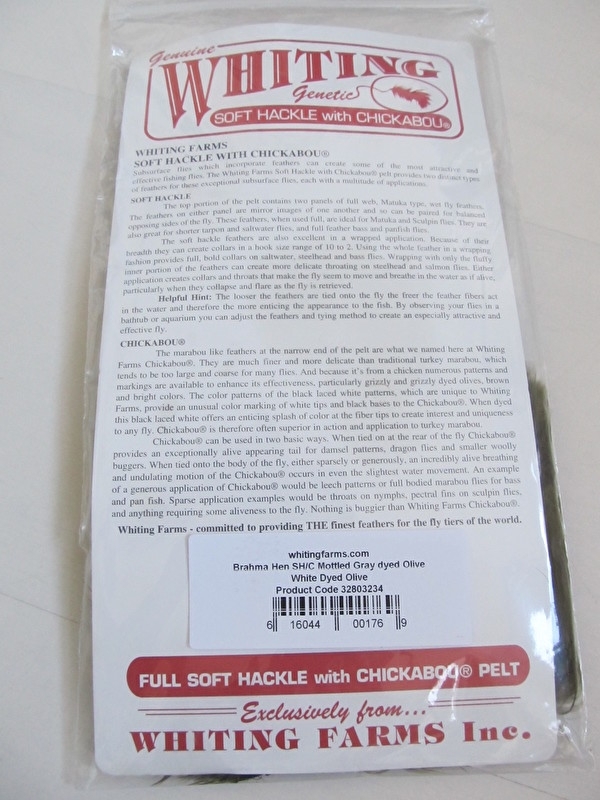 Genuine
WHITING
Genetic
SOFT HACKLE with CHICKABOU®
WHITING FARMS
SOFT HACKLE WITH CHICKABOU®
Subsurface flies which incorporate feathers can create some of the most attractive and
effective fishing flies. The Whiting Farms Soft Hackle with Chickabou® pelt provides two distinct types
of feathers for these exceptional subsurface flies, each with a multitude of applications.
SOFT HACKLE
The top portion of the pelt contains two panels of full web, Matuka type, wet fly feathers.
The feathers on either panel are mirror images of one another and so can be paired for balanced
opposing sides of the fly. These feathers, when used full, are ideal for Matuka and Sculpin flies. They are
also great for shorter tarpon and saltwater flies, and full feather bass and panfish flies.
The soft hackle feathers are also excellent in a wrapped application. Because of their
breadth they can create collars in a hook size range of 10 to 2. Using the whole feather in a wrapping
fashion provides full, bold collars on saltwater, steelhead and bass flies. Wrapping with only the fluffy
inner portion of the feathers can create more delicate throating on steelhead and salmon flies. Either
application creates collars and throats that make the fly seem to move and breathe in the water as if alive,
particularly when they collapse and flare as the fly is retrieved.
Helpful Hint: The looser the feathers are tied onto the fly the freer the feather fibers act
in the water and therefore the more enticing the appearance to the fish. By observing your flies in a
bathtub or aquarium you can adjust the feathers and tying method to create an especially attractive and
effective fly.
CHICKABOU®
The marabou like feathers at the narrow end of the pelt are what we named here at Whiting
Farms Chickabou®. They are much finer and more delicate than traditional turkey marabou, which
tends to be too large and coarse for many flies. And because it's from a chicken numerous patterns and
markings are available to enhance its effectiveness, particularly grizzly and grizzly dyed olives, brown
and bright colors. The color patterns of the black laced white patterns, which are unique to Whiting
Farms, provide an unusual color marking of white tips and black bases to the Chickabou®. When dyed
this black laced white offers an enticing splash of color at the fiber tips to create interest and uniqueness
to any fly. Chickabou® is therefore often superior in action and application to turkey marabou.
Chickabou® can be used in two basic ways. When tied on at the rear of the fly Chickabou®
provides an exceptionally alive appearing tail for damsel patterns, dragon flies and smaller woolly
buggers. When tied onto the body of the fly, either sparsely or generously, an incredibly alive breathing
and undulating motion of the Chickabou® occurs in even the slightest water movement. An example
of a generous application of Chickabou® would be leech patterns or full bodied marabou flies for bass
and pan fish. Sparse application examples would be throats on nymphs, pectral fins on sculpin flies,
and anything requiring some aliveness to the fly. Nothing is buggier than Whiting Farms Chickabou®.
Whiting Farms - committed to providing THE finest feathers for the fly tiers of the world.
whitingfarms.com
Brahma Hen SH/C Mottled Gray dyed Olive
White Dyed Olive
Product Code 32803234
6 16044 00176 9
FULL SOFT HACKLE with CHICKABOU® PELT
Exclusively from...
WHITING FARMS Inc.